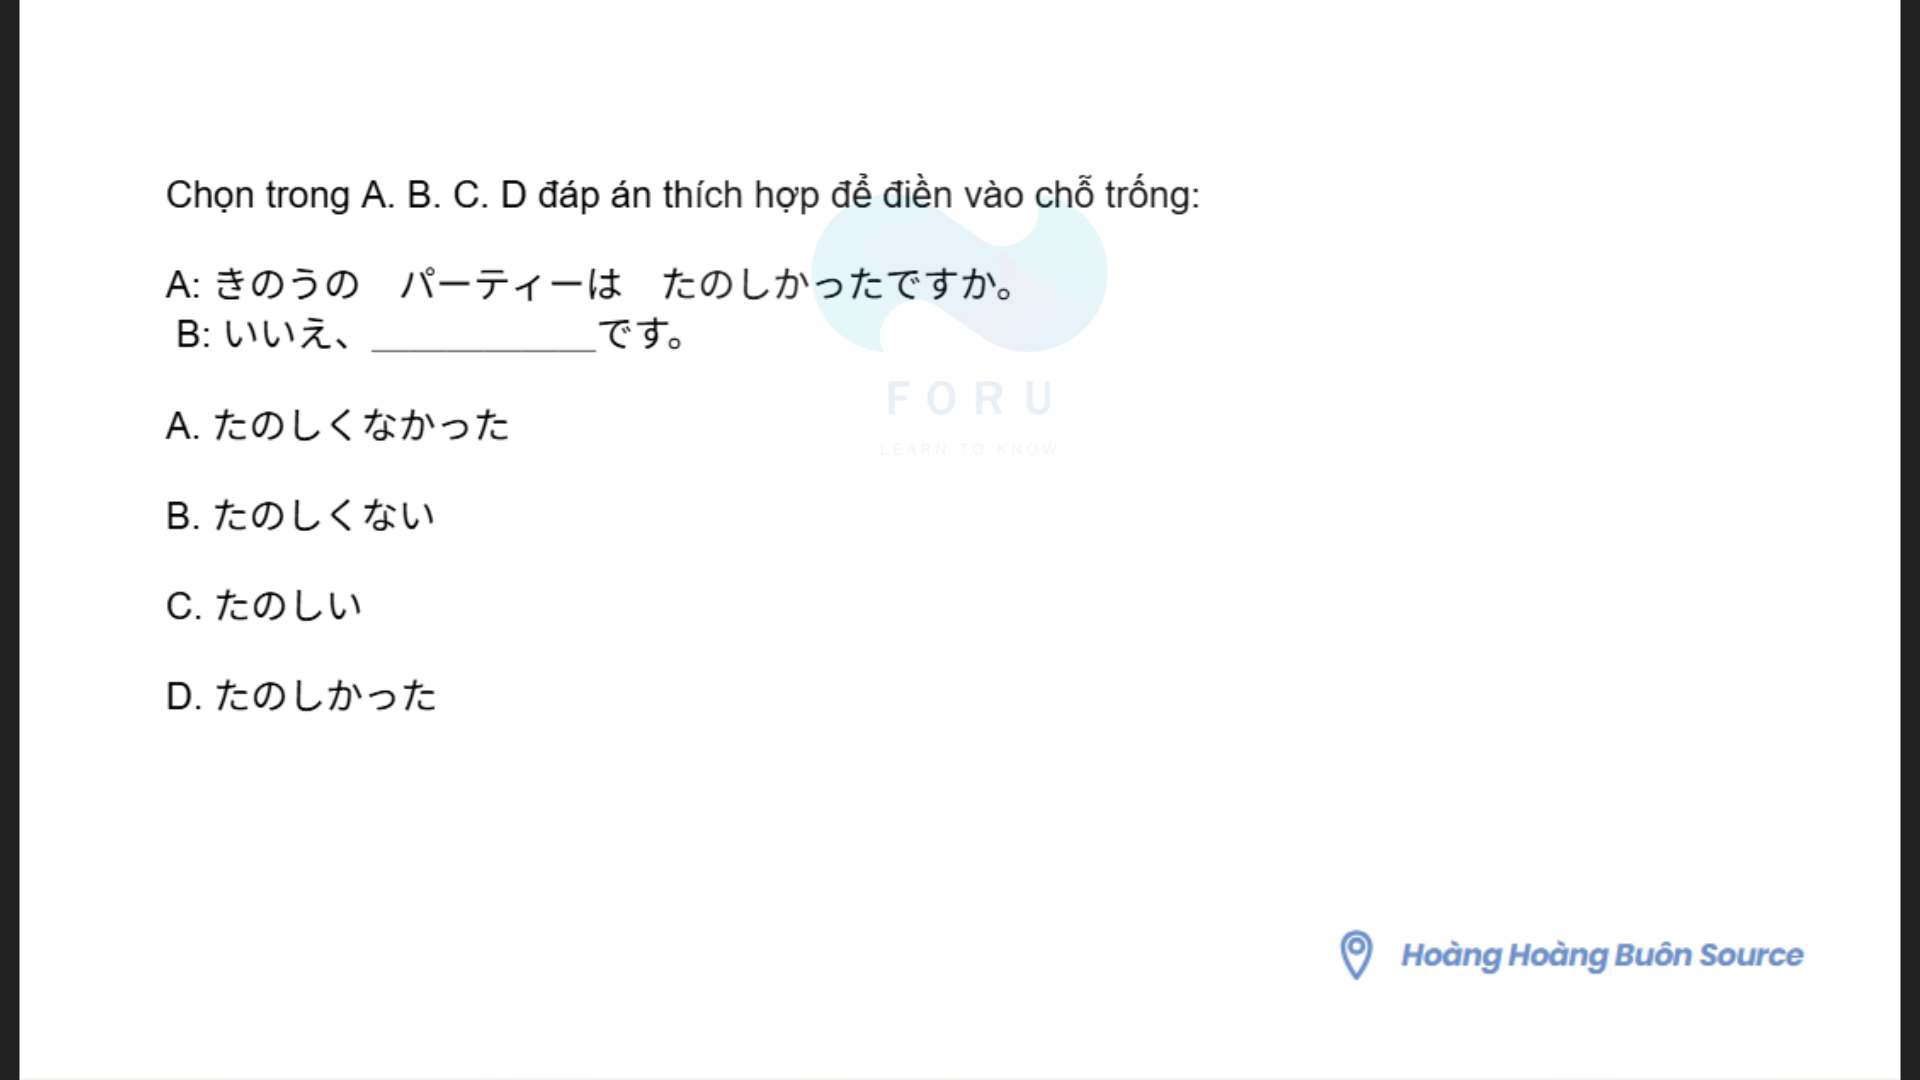 Chọn trong A. B. C. D đáp án thích hợp để điền vào chỗ trống:
A: きのうの　パーティーは　たのしかったですか。
B: いいえ、____________です。
FORU
LEARN TO KNOW
A. たのしくなかった
B. たのしくない
C. たのしい
D. たのしかった
Hoàng Hoàng Buôn Source